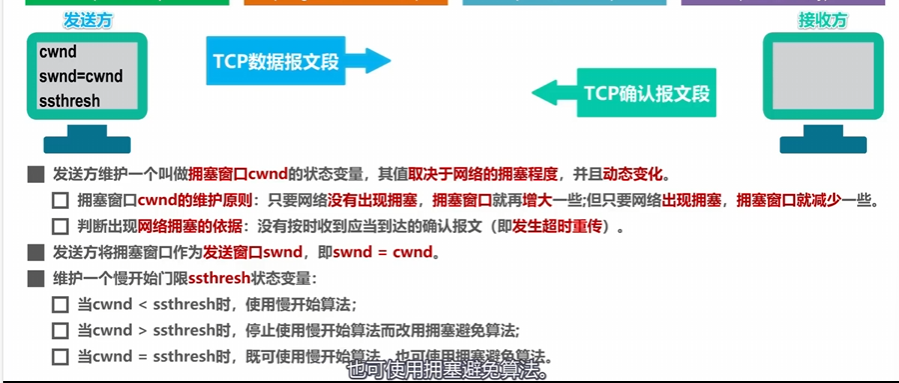 发送方
接收方
cwnd
swnd=cwnd
ssthresh
TCP数据报文段
TCP确认报文段
发送方维护一个叫做拥塞窗口cwnd的状态变量，其值取决于网络的拥塞程度，并且动态变化。
拥塞窗口cwnd的维护原则：只要网络没有出现拥塞，拥塞窗口就再增大一些;但只要网络出现拥塞，拥塞窗口就减少一些。
判断出现网络拥塞的依据：没有按时收到应当到达的确认报文（即发生超时重传）。
发送方将拥塞窗口作为发送窗口swnd，即swnd = cwnd。
维护一个慢开始门限ssthresh状态变量：
当cwnd < ssthresh时，使用慢开始算法；
当cwnd > ssthresh时，停止使用慢开始算法而改用拥塞避免算法;
当cwnd = ssthresh时，既可使用慢开始算法，也可使用拥塞避免算法。
也可使用拥塞避免算法。